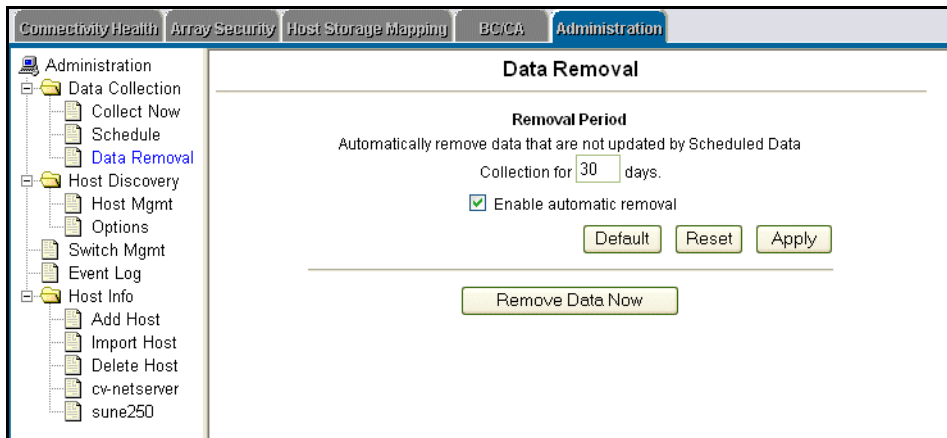 Connectivity Health Array Security Host Storage Mapping BC/CA Administration
Administration
Data Collection
Collect Now
Schedule
Data Removal
Host Discovery
Host Mgmt
Options
Switch Mgmt
Event Log
Host Info
Add Host
Import Host
Delete Host
cv-netserver
sune250
Data Removal
Removal Period
Automatically remove data that are not updated by Scheduled Data
Collection for 30 days.
Enable automatic removal
Default Reset Apply
Remove Data Now